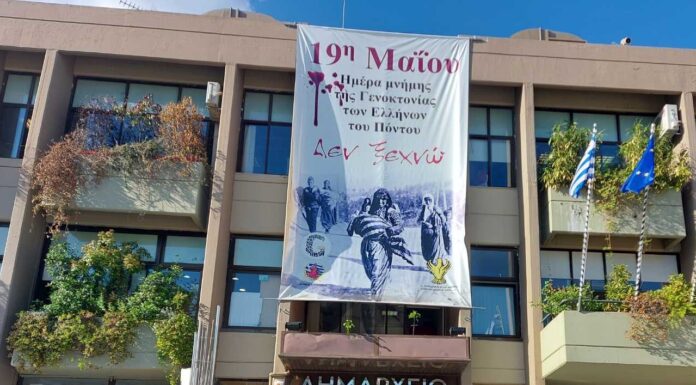 19η Μαΐου
Ημέρα μνήμης
της Γενοκτονίας
των Ελλήνων
του Πόντου
Δεν Ξεχνώ
ΔΗΜΑΡΧΕΙΟ